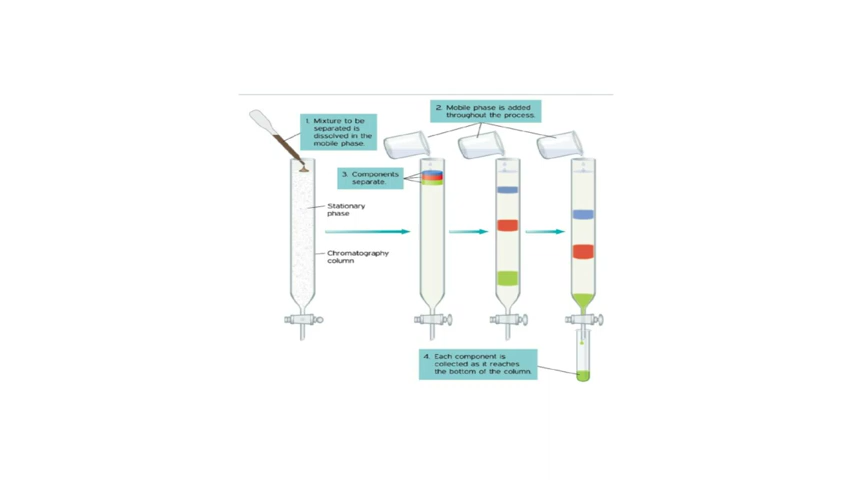 1. Mixture to be
separated is
dissolved in the
mobile phase.
2. Mobile phase is added
throughout the process.
3. Components
separate.
Stationary
phase
Chromatography
column
4. Each component is
collected as it reaches
the bottom of the column.